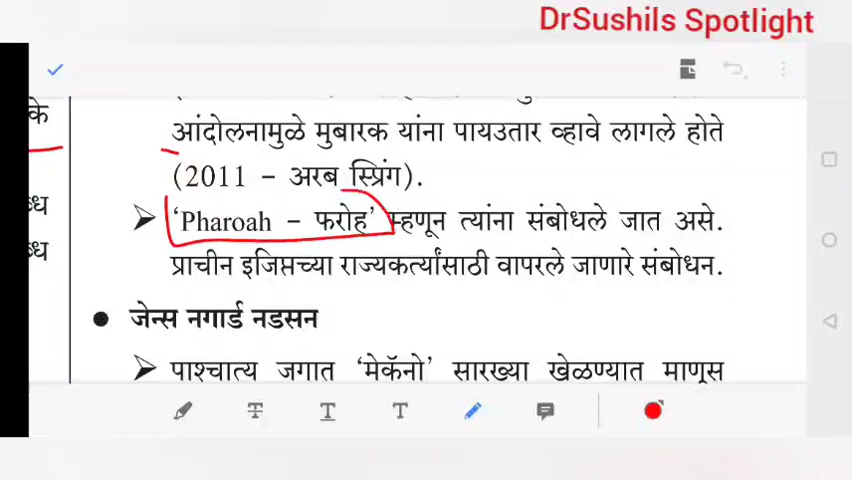 DrSushils Spotlight
के
आंदोलनामुळे मुबारक यांना पायउतार व्हावे लागले होते
(2011 – अरब स्प्रिंग).
ब्ध
➢ ‘Pharoah – फरोह’ म्हणून त्यांना संबोधले जात असे.
ब्ध
प्राचीन इजिप्तच्या राज्यकर्त्यांसाठी वापरले जाणारे संबोधन.
● जेन्स नगार्ड नडसन
➢ पाश्चात्य जगात ‘मेकॅनो’ सारख्या खेळण्यात माणूस